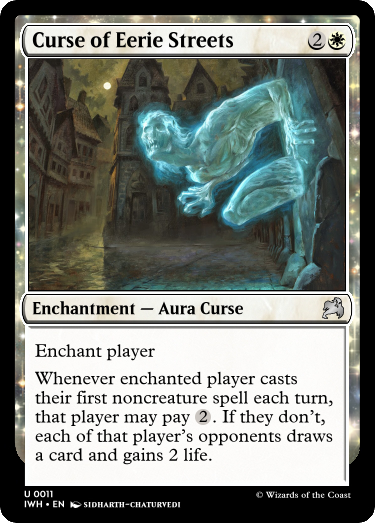 Curse of Eerie Streets 2
Enchantment — Aura Curse
Enchant player
Whenever enchanted player casts
their first noncreature spell each turn,
that player may pay 2. If they don't,
each of that player's opponents draws
a card and gains 2 life.
U 0011
IWH • EN SIDHARTH-CHATURVEDI
© Wizards of the Coast